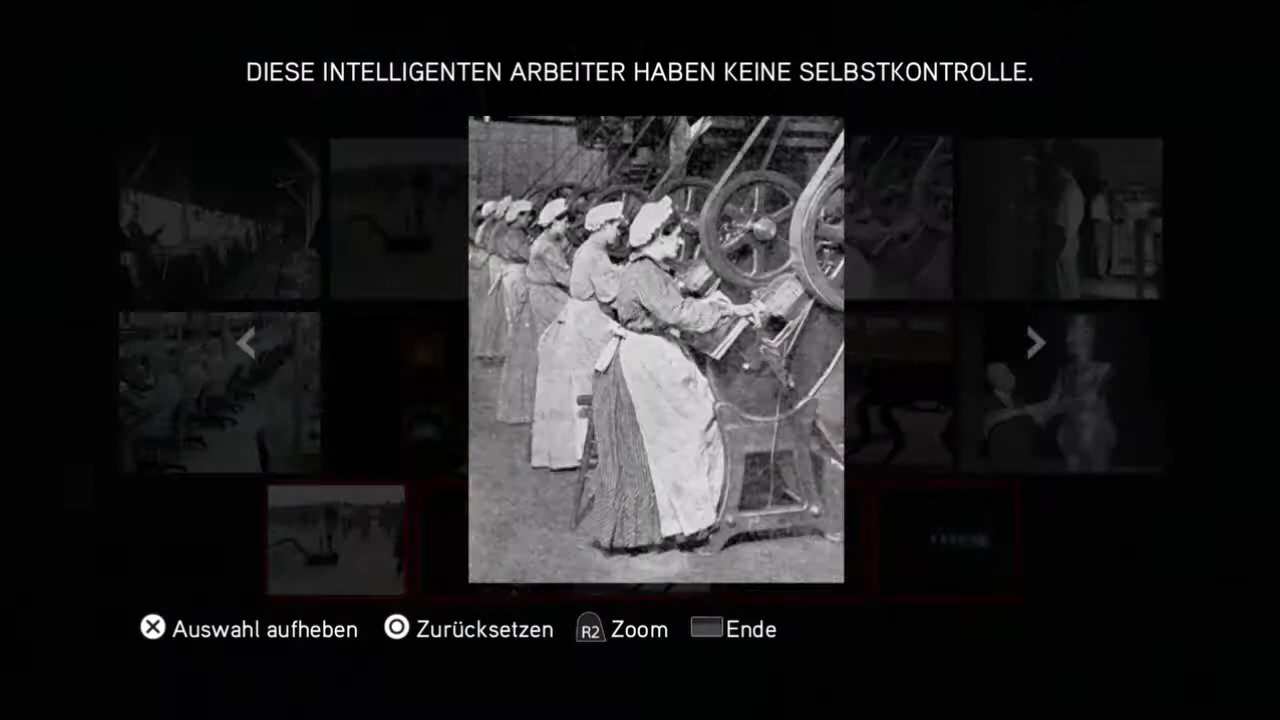 DIESE INTELLIGENTEN ARBEITER HABEN KEINE SELBSTKONTROLLE.
Auswahl aufheben Zurücksetzen R2 Zoom Ende